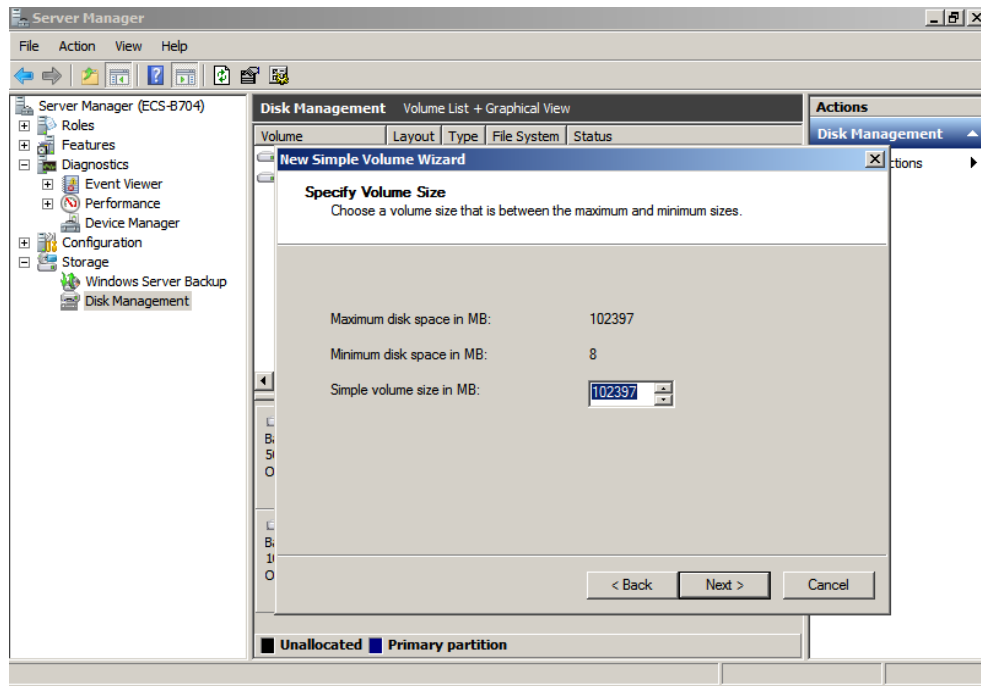 Server Manager
File Action View Help
Server Manager (ECS-B704)
Roles
Features
Diagnostics
Event Viewer
Performance
Device Manager
Configuration
Storage
Windows Server Backup
Disk Management
Disk Management Volume List + Graphical View
Volume Layout Type File System Status
New Simple Volume Wizard
Specify Volume Size
Choose a volume size that is between the maximum and minimum sizes.
Maximum disk space in MB: 102397
Minimum disk space in MB: 8
Simple volume size in MB: 102397
< Back Next > Cancel
Unallocated Primary partition
Actions
Disk Management